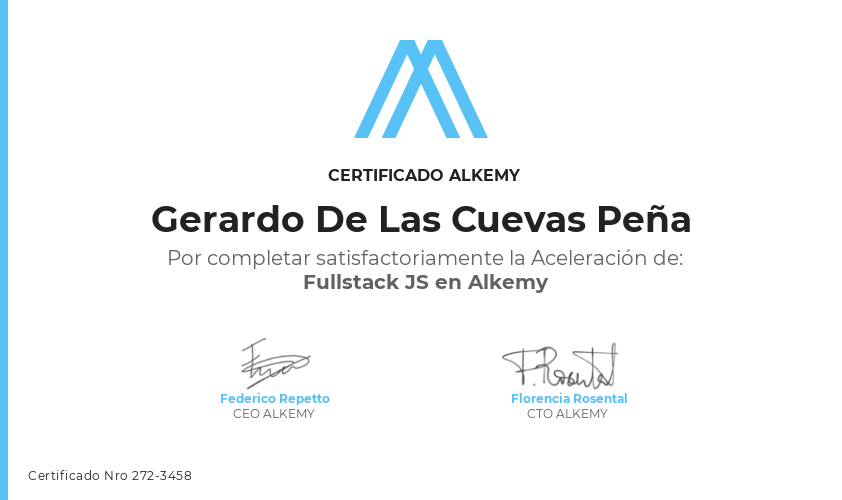 CERTIFICADO ALKEMY
Gerardo De Las Cuevas Peña
Por completar satisfactoriamente la Aceleración de:
Fullstack JS en Alkemy
F. Rosental
Federico Repetto
Florencia Rosental
CEO ALKEMY
CTO ALKEMY
Certificado Nro 272-3458